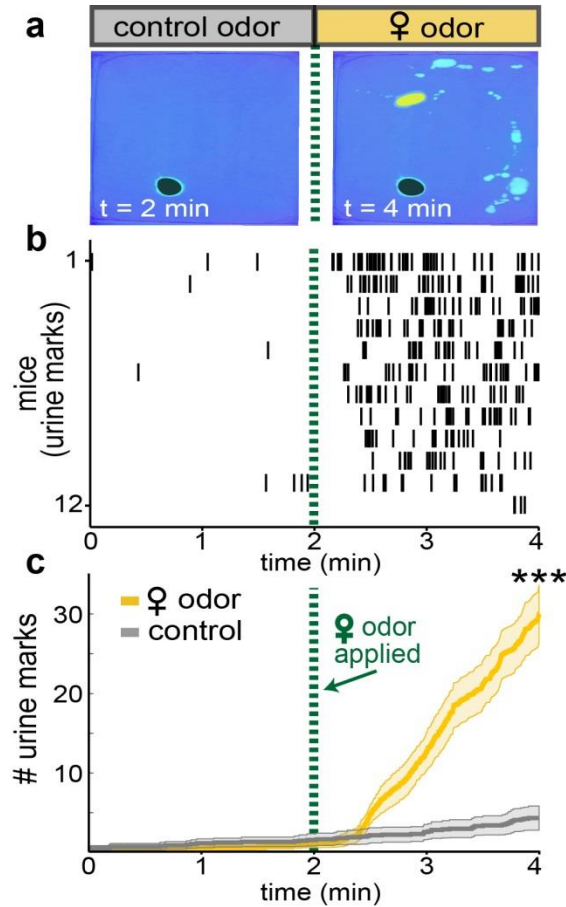 a
control odor
♀ odor
t = 2 min
t = 4 min
b
1
mice
(urine marks)
12
0
1
2
3
4
time (min)
c
♀ odor
control
***
♀ odor
applied
# urine marks
30
20
10
0
1
2
3
4
time (min)